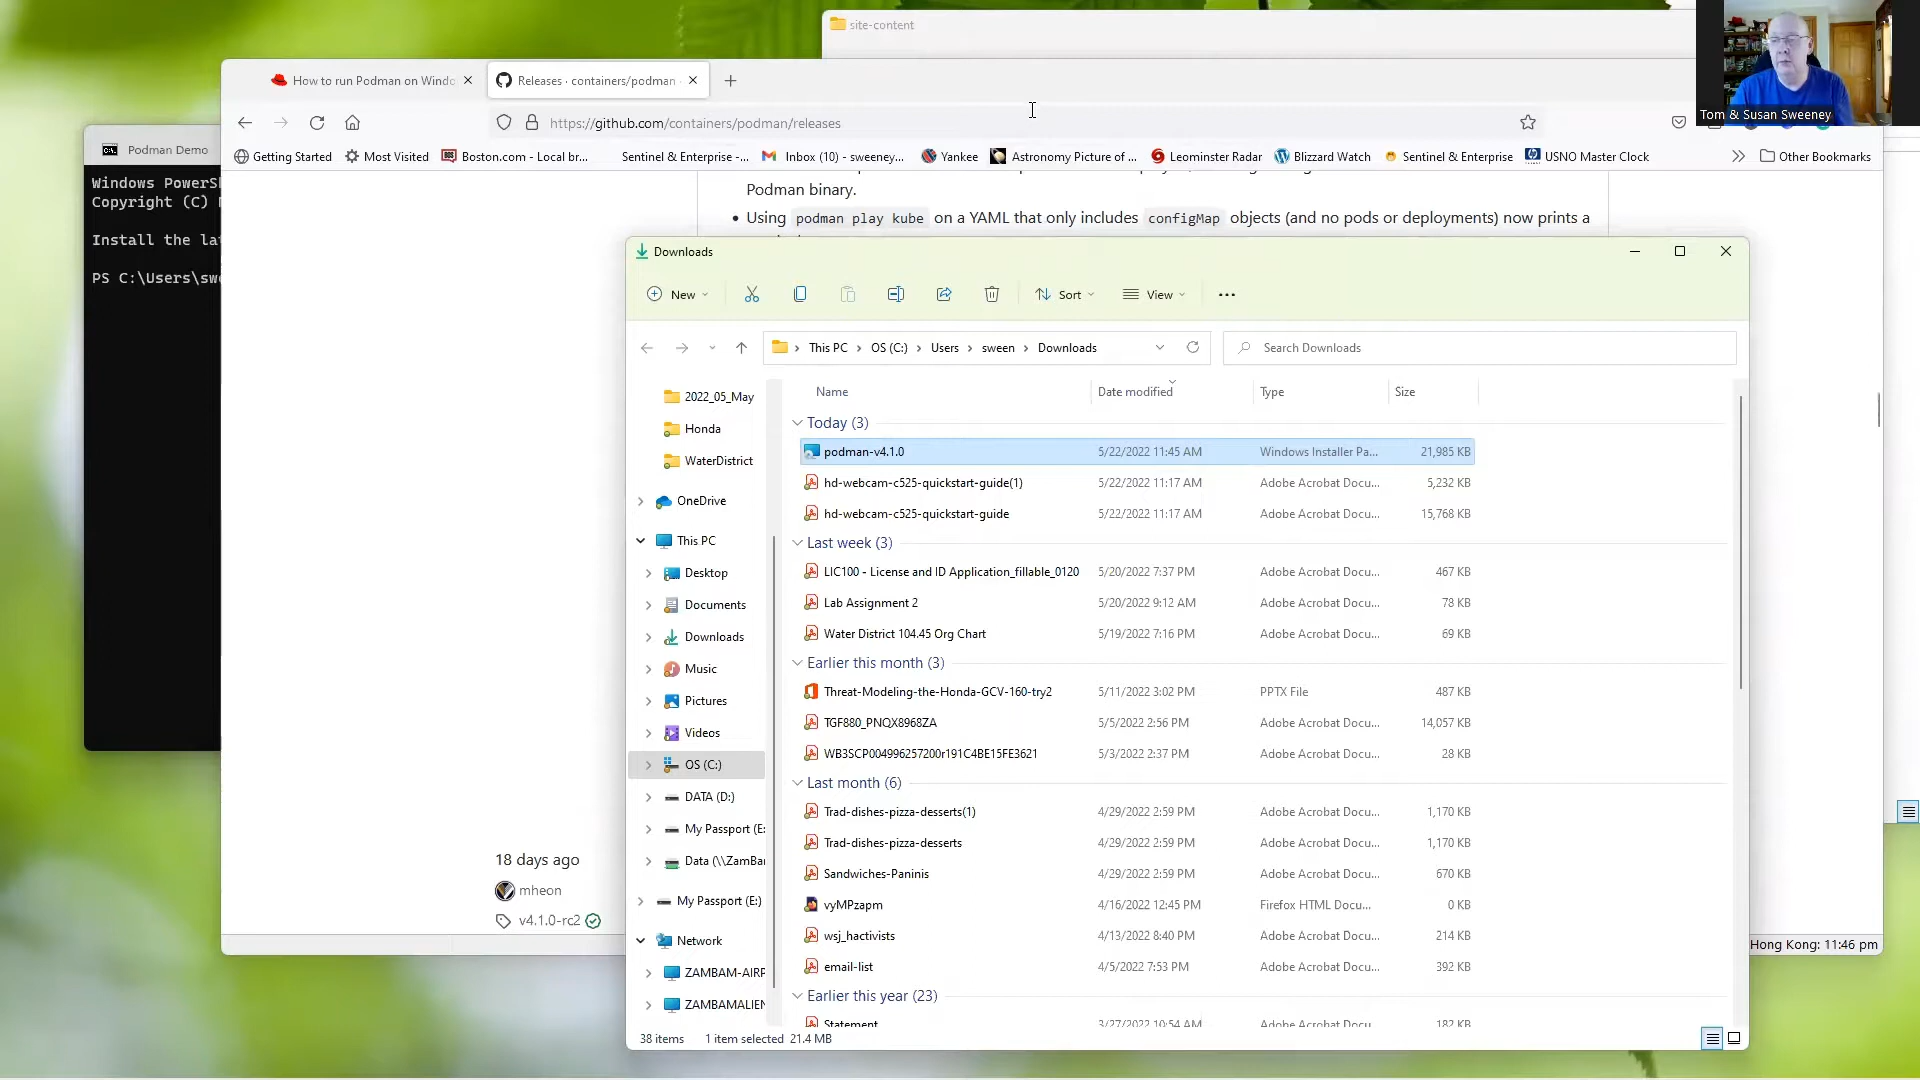 site-content
Tom & Susan Sweeney
How to run Podman on Windo
Releases · containers/podman
https://github.com/containers/podman/releases
Getting Started
Most Visited
Boston.com - Local br...
Sentinel & Enterprise -...
Inbox (10) - sweeney...
Yankee
Astronomy Picture of ...
Leominster Radar
Blizzard Watch
Sentinel & Enterprise
USNO Master Clock
Other Bookmarks
Podman Demo
Windows PowerSh
Copyright (C)
Install the la
PS C:\Users\swe
Podman binary.
• Using podman play kube on a YAML that only includes configMap objects (and no pods or deployments) now prints a
Downloads
New
Sort
View
This PC > OS (C:) > Users > sween > Downloads
Search Downloads
2022_05_May
Honda
WaterDistrict
OneDrive
This PC
Desktop
Documents
Downloads
Music
Pictures
Videos
OS (C:)
DATA (D:)
My Passport (E:
Data (\\ZamBar
My Passport (E:)
Network
ZAMBAM-AIRP
ZAMBAMALIEN
Name Date modified Type Size
Today (3)
podman-v4.1.0 5/22/2022 11:45 AM Windows Installer Pa... 21,985 KB
hd-webcam-c525-quickstart-guide(1) 5/22/2022 11:17 AM Adobe Acrobat Docu... 5,232 KB
hd-webcam-c525-quickstart-guide 5/22/2022 11:17 AM Adobe Acrobat Docu... 15,768 KB
Last week (3)
LIC100 - License and ID Application_fillable_0120 5/20/2022 7:37 PM Adobe Acrobat Docu... 467 KB
Lab Assignment 2 5/20/2022 9:12 AM Adobe Acrobat Docu... 78 KB
Water District 104.45 Org Chart 5/19/2022 7:16 PM Adobe Acrobat Docu... 69 KB
Earlier this month (3)
Threat-Modeling-the-Honda-GCV-160-try2 5/11/2022 3:02 PM PPTX File 487 KB
TGF880_PNQX8968ZA 5/5/2022 2:56 PM Adobe Acrobat Docu... 14,057 KB
WB3SCP004996257200r191C4BE15FE3621 5/3/2022 2:37 PM Adobe Acrobat Docu... 28 KB
Last month (6)
Trad-dishes-pizza-desserts(1) 4/29/2022 2:59 PM Adobe Acrobat Docu... 1,170 KB
Trad-dishes-pizza-desserts 4/29/2022 2:59 PM Adobe Acrobat Docu... 1,170 KB
Sandwiches-Paninis 4/29/2022 2:59 PM Adobe Acrobat Docu... 670 KB
vyMPzapm 4/16/2022 12:45 PM Firefox HTML Docu... 0 KB
wsj_hactivists 4/13/2022 8:40 PM Adobe Acrobat Docu... 214 KB
email-list 4/5/2022 7:53 PM Adobe Acrobat Docu... 392 KB
Earlier this year (23)
Statement 3/27/2022 10:54 AM Adobe Acrobat Docu 182 KB
38 items 1 item selected 21.4 MB
18 days ago
mheon
v4.1.0-rc2
Hong Kong: 11:46 pm